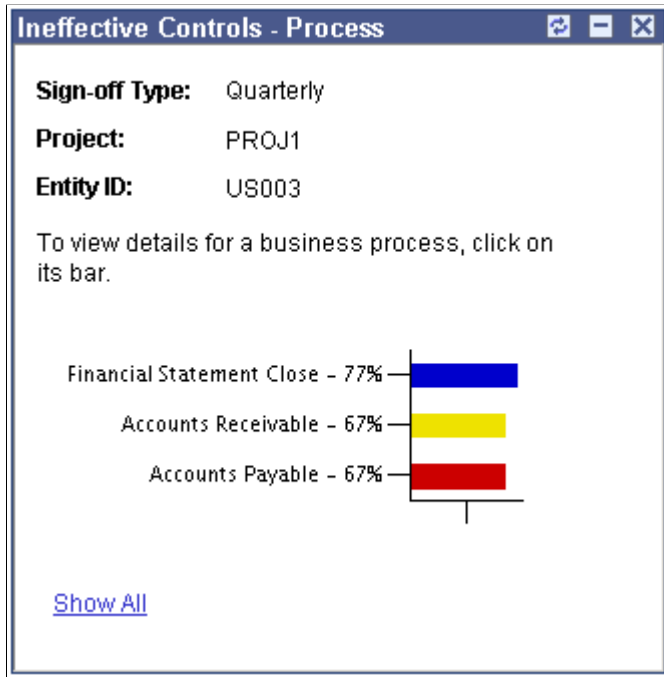 Ineffective Controls - Process
Sign-off Type: Quarterly
Project: PROJ1
Entity ID: US003
To view details for a business process, click on
its bar.
Financial Statement Close - 77%
Accounts Receivable - 67%
Accounts Payable - 67%
Show All